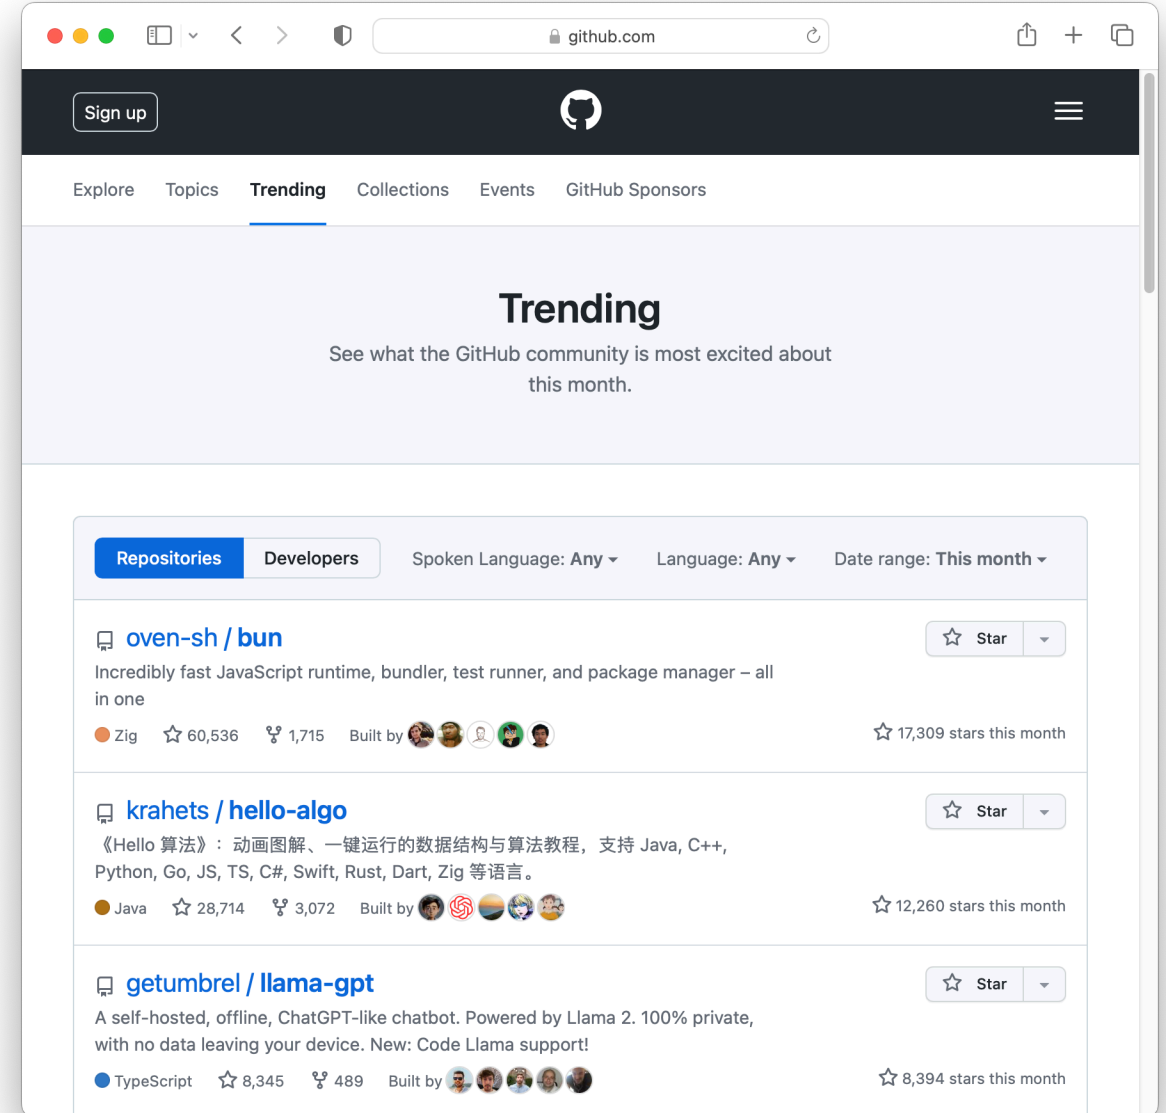 github.com
Sign up
Explore Topics Trending Collections Events GitHub Sponsors
Trending
See what the GitHub community is most excited about
this month.
Repositories Developers Spoken Language: Any Language: Any Date range: This month
oven-sh / bun Star
Incredibly fast JavaScript runtime, bundler, test runner, and package manager – all
in one
Zig 60,536 1,715 Built by 17,309 stars this month
krahets / hello-algo Star
《Hello 算法》：动画图解、一键运行的数据结构与算法教程，支持 Java, C++,
Python, Go, JS, TS, C#, Swift, Rust, Dart, Zig 等语言。
Java 28,714 3,072 Built by 12,260 stars this month
getumbrel / llama-gpt Star
A self-hosted, offline, ChatGPT-like chatbot. Powered by Llama 2. 100% private,
with no data leaving your device. New: Code Llama support!
TypeScript 8,345 489 Built by 8,394 stars this month